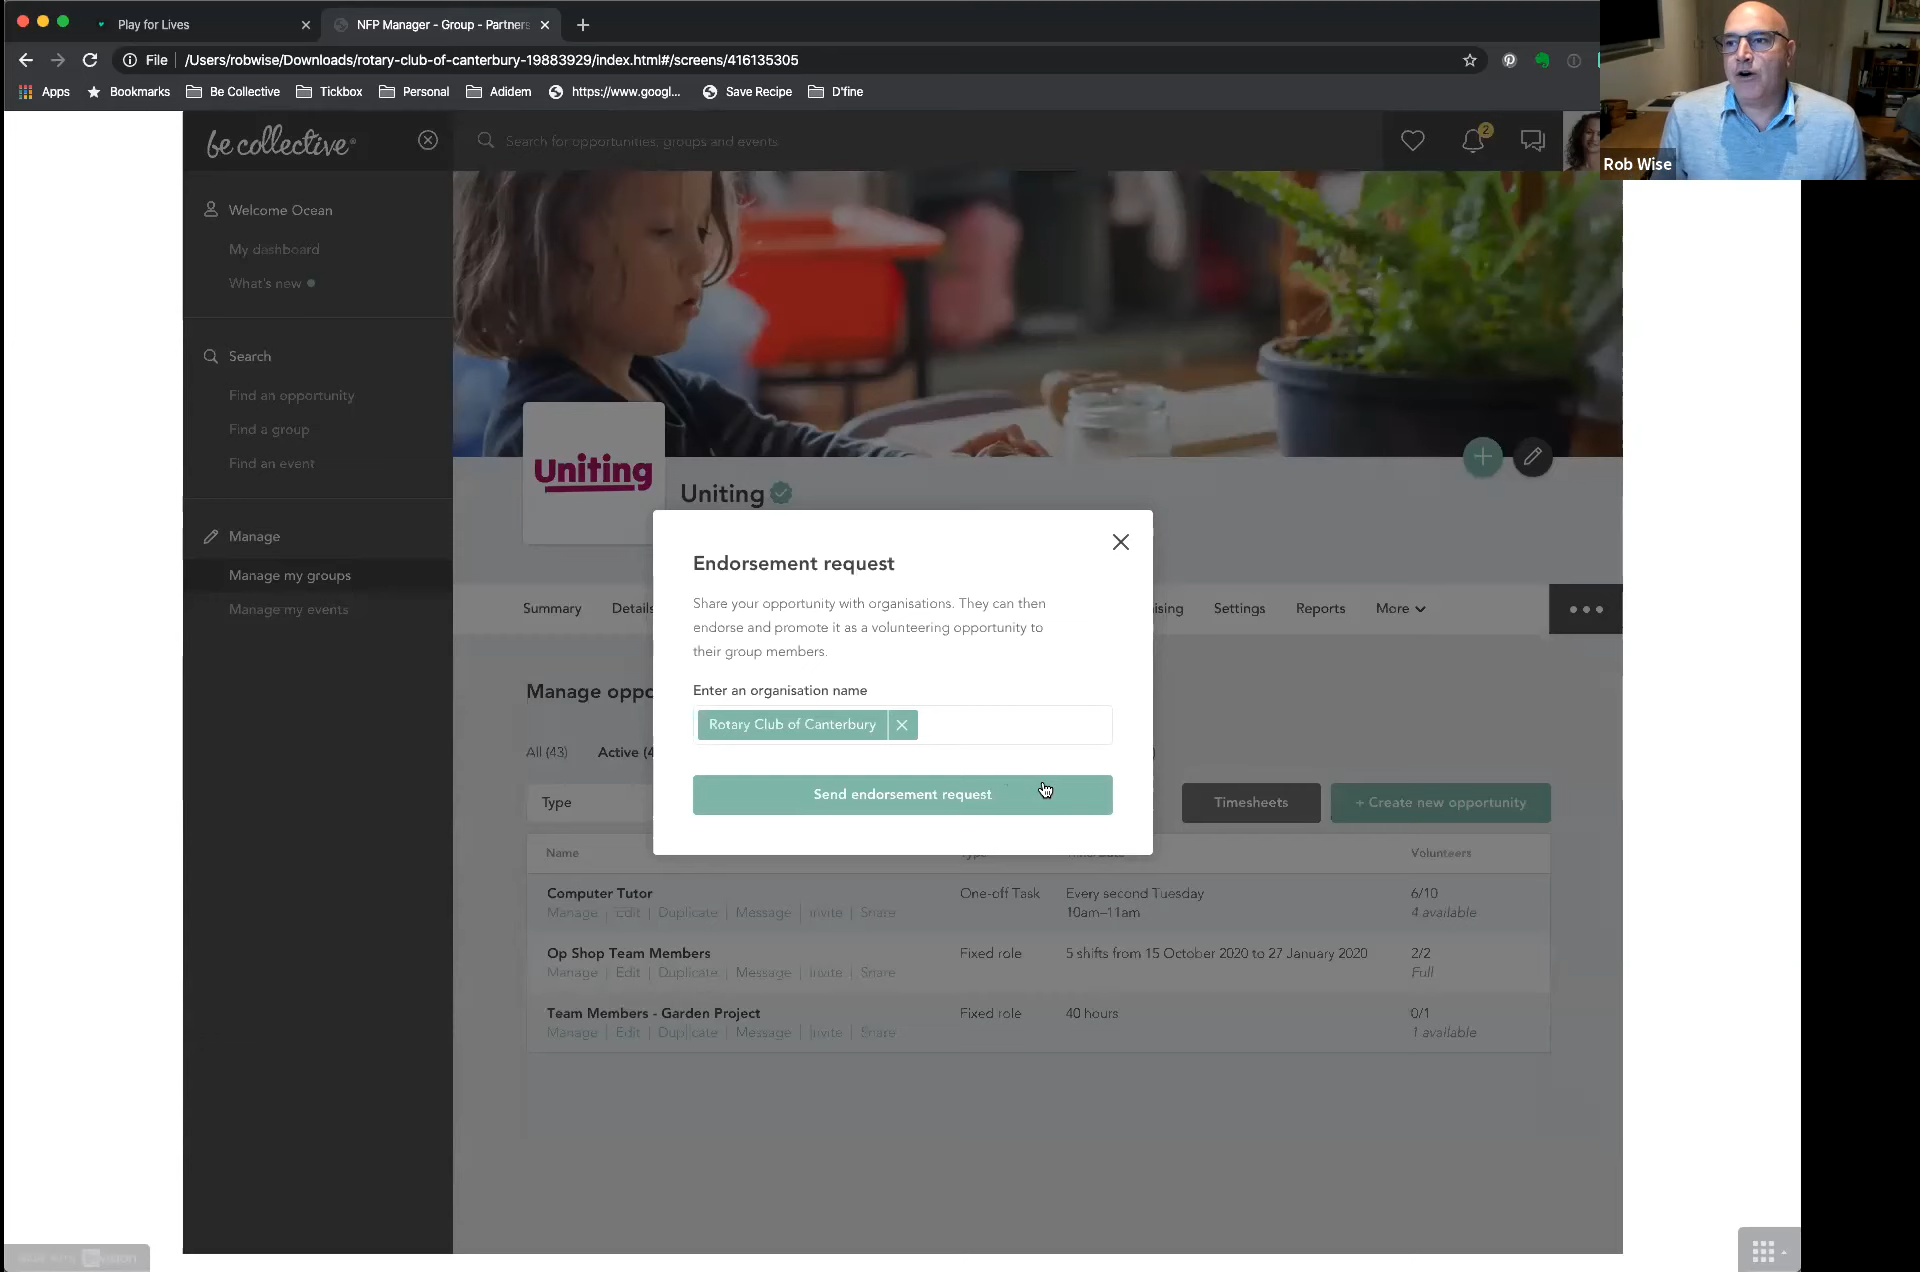 Play for Lives
NFP Manager - Group - Partners
File
/Users/robwise/Downloads/rotary-club-of-canterbury-19883929/index.html#/screens/416135305
Apps
Bookmarks
Be Collective
Tickbox
Personal
Adidem
https://www.googl...
Save Recipe
D'fine
Rob Wise
be collective
Search for opportunities, groups and events
2
Welcome Ocean
My dashboard
What's new
Search
Find an opportunity
Find a group
Find an event
Manage
Manage my groups
Manage my events
Uniting
Uniting
Summary
Details
ising
Settings
Reports
More
Endorsement request
Share your opportunity with organisations. They can then
endorse and promote it as a volunteering opportunity to
their group members.
Enter an organisation name
Rotary Club of Canterbury
Send endorsement request
Manage oppo
All (43)
Active (4
)
Type
Timesheets
+ Create new opportunity
Name
Volunteers
Computer Tutor
One-off Task
Every second Tuesday
6/10
Manage | Edit | Duplicate | Message | Invite | Share
10am–11am
4 available
Op Shop Team Members
Fixed role
5 shifts from 15 October 2020 to 27 January 2020
2/2
Manage | Edit | Duplicate | Message | Invite | Share
Full
Team Members - Garden Project
Fixed role
40 hours
0/1
Manage | Edit | Duplicate | Message | Invite | Share
1 available